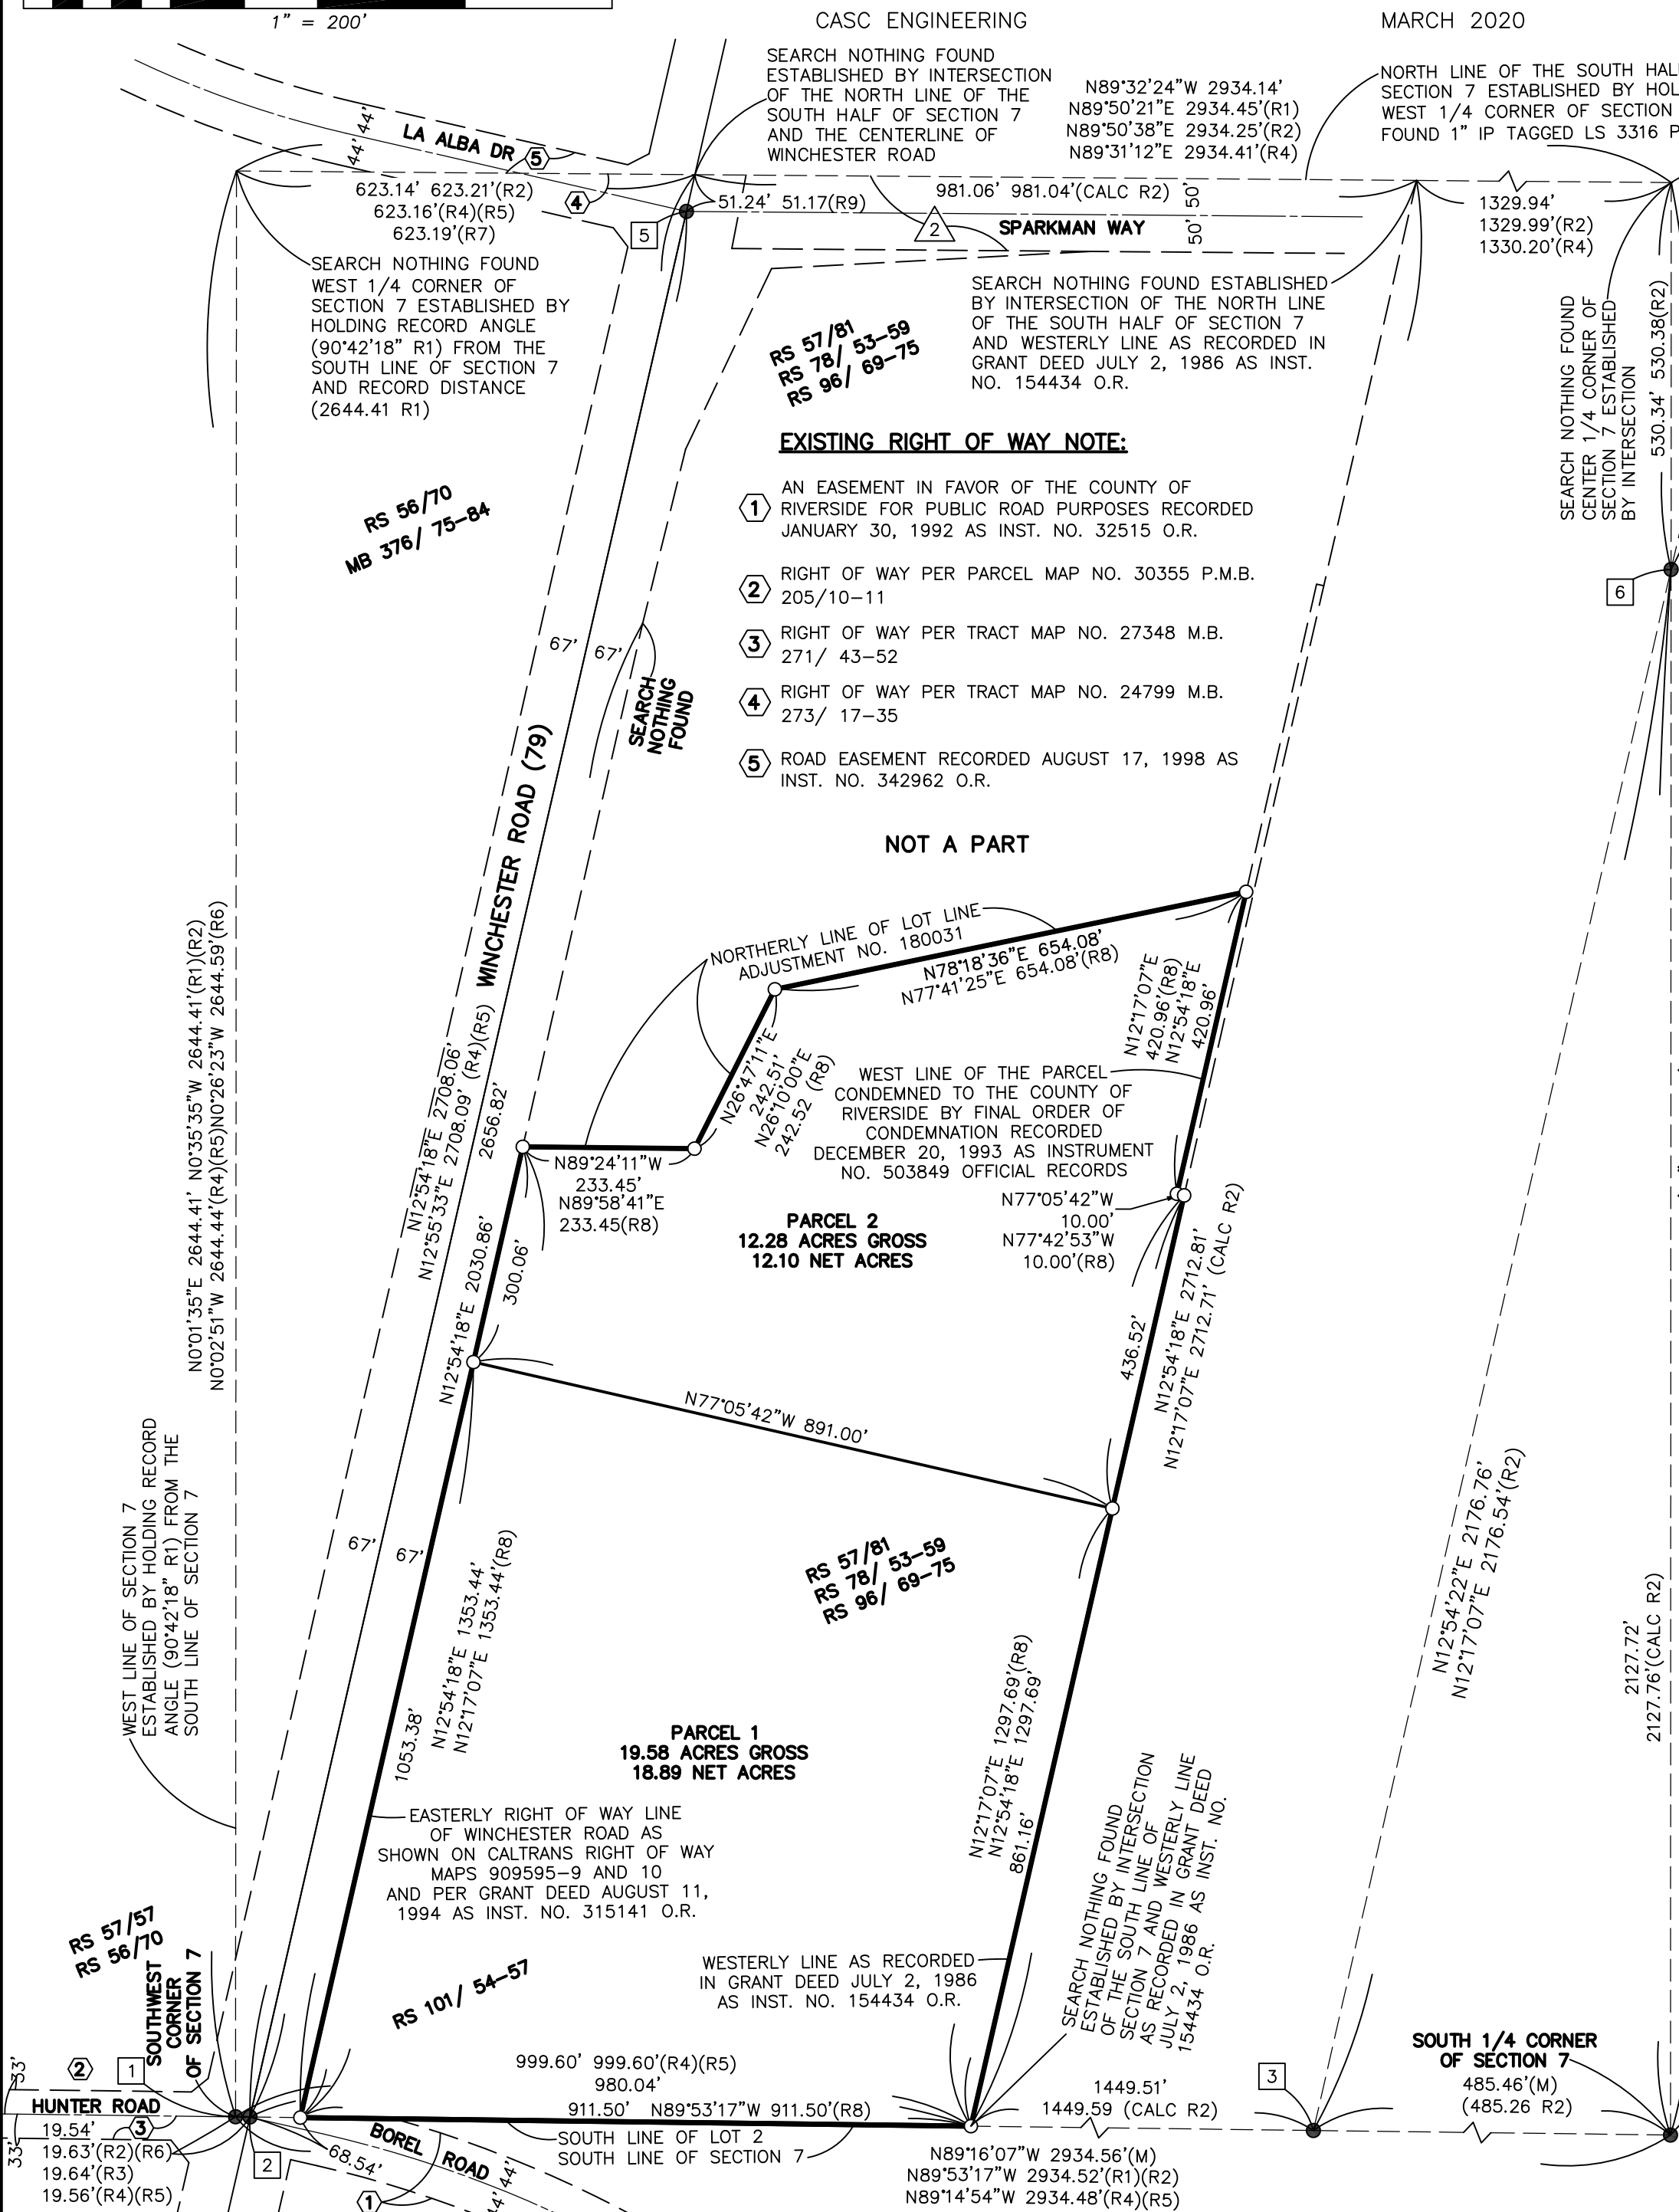 1" = 200'
CASC ENGINEERING
MARCH 2020
SEARCH NOTHING FOUND
ESTABLISHED BY INTERSECTION
OF THE NORTH LINE OF THE
SOUTH HALF OF SECTION 7
AND THE CENTERLINE OF
WINCHESTER ROAD
N89°32'24"W 2934.14'
N89°50'21"E 2934.45'(R1)
N89°50'38"E 2934.25'(R2)
N89°31'12"E 2934.41'(R4)
NORTH LINE OF THE SOUTH
SECTION 7 ESTABLISHED BY
WEST 1/4 CORNER OF SECTION
FOUND 1" IP TAGGED LS 3316
44' 44'
LA ALBA DR
5
623.14' 623.21'(R2)
623.16'(R4)(R5)
623.19'(R7)
4
5
51.24' 51.17(R9)
981.06' 981.04'(CALC R2)
2
SPARKMAN WAY
50' 50'
1329.94'
1329.99'(R2)
1330.20'(R4)
SEARCH NOTHING FOUND
WEST 1/4 CORNER OF
SECTION 7 ESTABLISHED BY
HOLDING RECORD ANGLE
(90°42'18" R1) FROM THE
SOUTH LINE OF SECTION 7
AND RECORD DISTANCE
(2644.41 R1)
SEARCH NOTHING FOUND ESTABLISHED
BY INTERSECTION OF THE NORTH LINE
OF THE SOUTH HALF OF SECTION 7
AND WESTERLY LINE AS RECORDED IN
GRANT DEED JULY 2, 1986 AS INST.
NO. 154434 O.R.
RS 57/81
RS 78/ 53-59
RS 96/ 69-75
SEARCH NOTHING FOUND
CENTER 1/4 CORNER OF
SECTION 7 ESTABLISHED
BY INTERSECTION
530.34' 530.38(R2)
6
RS 56/70
MB 376/ 75-84
EXISTING RIGHT OF WAY NOTE:
1 AN EASEMENT IN FAVOR OF THE COUNTY OF
RIVERSIDE FOR PUBLIC ROAD PURPOSES RECORDED
JANUARY 30, 1992 AS INST. NO. 32515 O.R.
2 RIGHT OF WAY PER PARCEL MAP NO. 30355 P.M.B.
205/10-11
3 RIGHT OF WAY PER TRACT MAP NO. 27348 M.B.
271/ 43-52
4 RIGHT OF WAY PER TRACT MAP NO. 24799 M.B.
273/ 17-35
5 ROAD EASEMENT RECORDED AUGUST 17, 1998 AS
INST. NO. 342962 O.R.
67' 67'
SEARCH
NOTHING
FOUND
WINCHESTER ROAD (79)
NOT A PART
NORTHERLY LINE OF LOT LINE
ADJUSTMENT NO. 180031
N78°18'36"E 654.08'
N77°41'25"E 654.08'(R8)
N12°17'07"E
420.96'(R8)
N12°54'18"E
420.96'
N0°01'35"E 2644.41' N0°35'35"W 2644.41'(R1)(R2)
N0°02'51"W 2644.44'(R4)(R5)N0°26'23"W 2644.59'(R6)
N12°54'18"E 2708.06'
N12°55'33"E 2708.09' (R4)(R5)
2656.82'
N26°47'11"E
242.51'
N26°10'00"E
242.52 (R8)
WEST LINE OF THE PARCEL
CONDEMNED TO THE COUNTY OF
RIVERSIDE BY FINAL ORDER OF
CONDEMNATION RECORDED
DECEMBER 20, 1993 AS INSTRUMENT
NO. 503849 OFFICIAL RECORDS
N89°24'11"W
233.45'
N89°58'41"E
233.45(R8)
N77°05'42"W
10.00'
N77°42'53"W
10.00'(R8)
PARCEL 2
12.28 ACRES GROSS
12.10 NET ACRES
N12°54'18"E 2030.86'
300.06'
436.52'
N12°54'18"E 2712.81'
N12°17'07"E 2712.71' (CALC R2)
N77°05'42"W 891.00'
WEST LINE OF SECTION 7
ESTABLISHED BY HOLDING RECORD
ANGLE (90°42'18" R1) FROM THE
SOUTH LINE OF SECTION 7
67' 67'
N12°54'18"E 1353.44'
N12°17'07"E 1353.44'(R8)
1053.38'
RS 57/81
RS 78/ 53-59
RS 96/ 69-75
N12°54'22"E 2176.76'
N12°17'07"E 2176.54'(R2)
2127.72'
2127.76'(CALC R2)
N12°17'07"E 1297.69'(R8)
N12°54'18"E 1297.69'
861.16'
PARCEL 1
19.58 ACRES GROSS
18.89 NET ACRES
EASTERLY RIGHT OF WAY LINE
OF WINCHESTER ROAD AS
SHOWN ON CALTRANS RIGHT OF WAY
MAPS 909595-9 AND 10
AND PER GRANT DEED AUGUST 11,
1994 AS INST. NO. 315141 O.R.
SEARCH NOTHING FOUND
ESTABLISHED BY INTERSECTION
OF THE SOUTH LINE OF
SECTION 7 AND WESTERLY LINE
AS RECORDED IN GRANT DEED
JULY 2, 1986 AS INST. NO.
154434 O.R.
RS 57/57
RS 56/70
SOUTHWEST
CORNER
OF SECTION 7
RS 101/ 54-57
WESTERLY LINE AS RECORDED
IN GRANT DEED JULY 2, 1986
AS INST. NO. 154434 O.R.
33'
2
1
HUNTER ROAD
3
33'
19.54'
19.63'(R2)(R6)
19.64'(R3)
19.56'(R4)(R5)
2
68.54'
BOREL ROAD
1
44' 44'
999.60' 999.60'(R4)(R5)
980.04'
911.50' N89°53'17"W 911.50'(R8)
SOUTH LINE OF LOT 2
SOUTH LINE OF SECTION 7
1449.51'
1449.59 (CALC R2)
3
SOUTH 1/4 CORNER
OF SECTION 7
485.46'(M)
(485.26 R2)
N89°16'07"W 2934.56'(M)
N89°53'17"W 2934.52'(R1)(R2)
N89°14'54"W 2934.48'(R4)(R5)